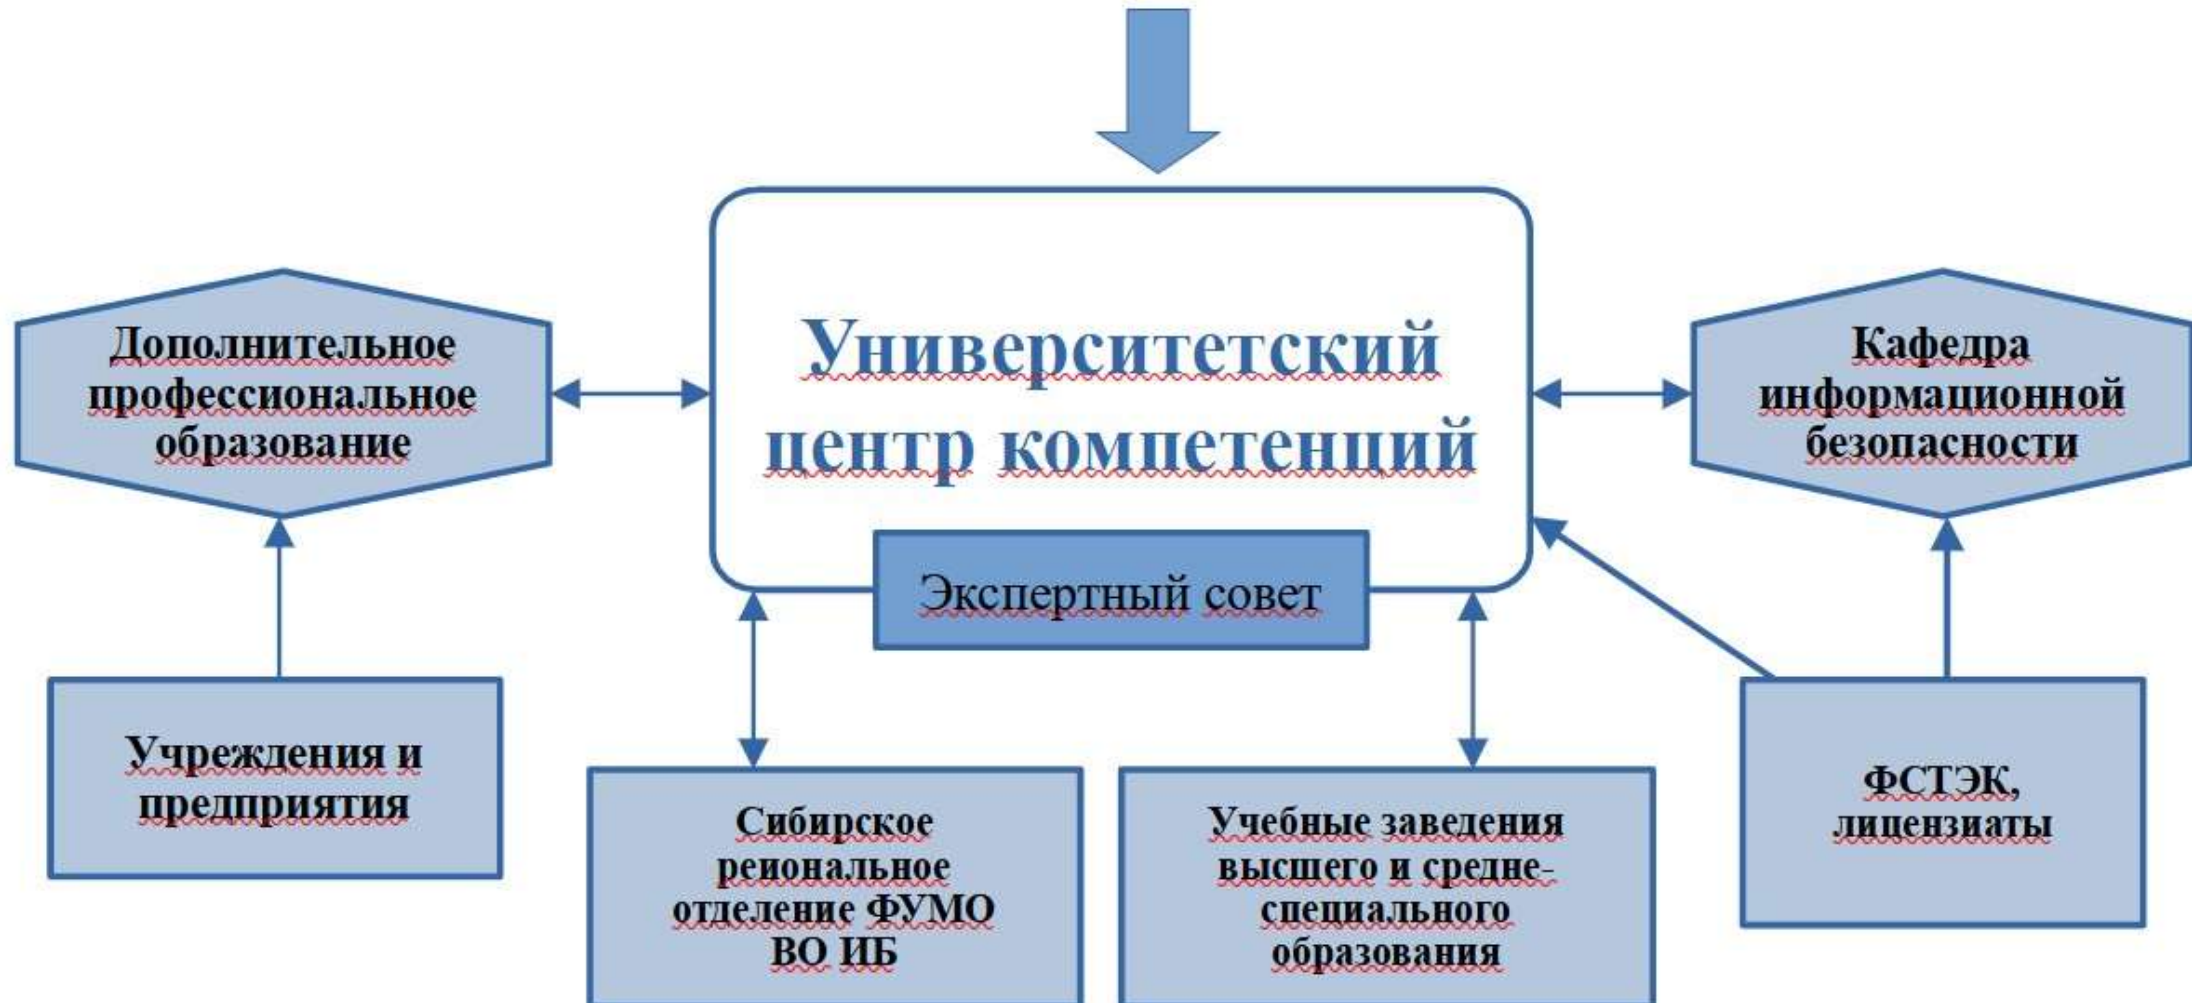 Университетский
центр компетенций
Экспертный совет
Дополнительное
профессиональное
образование
Кафедра
информационной
безопасности
Учреждения и
предприятия
Сибирское
реиональное
отделение ФУМО
ВО ИБ
Учебные заведения
высшего и средне-
специального
образования
ФСТЭК,
лицензиаты